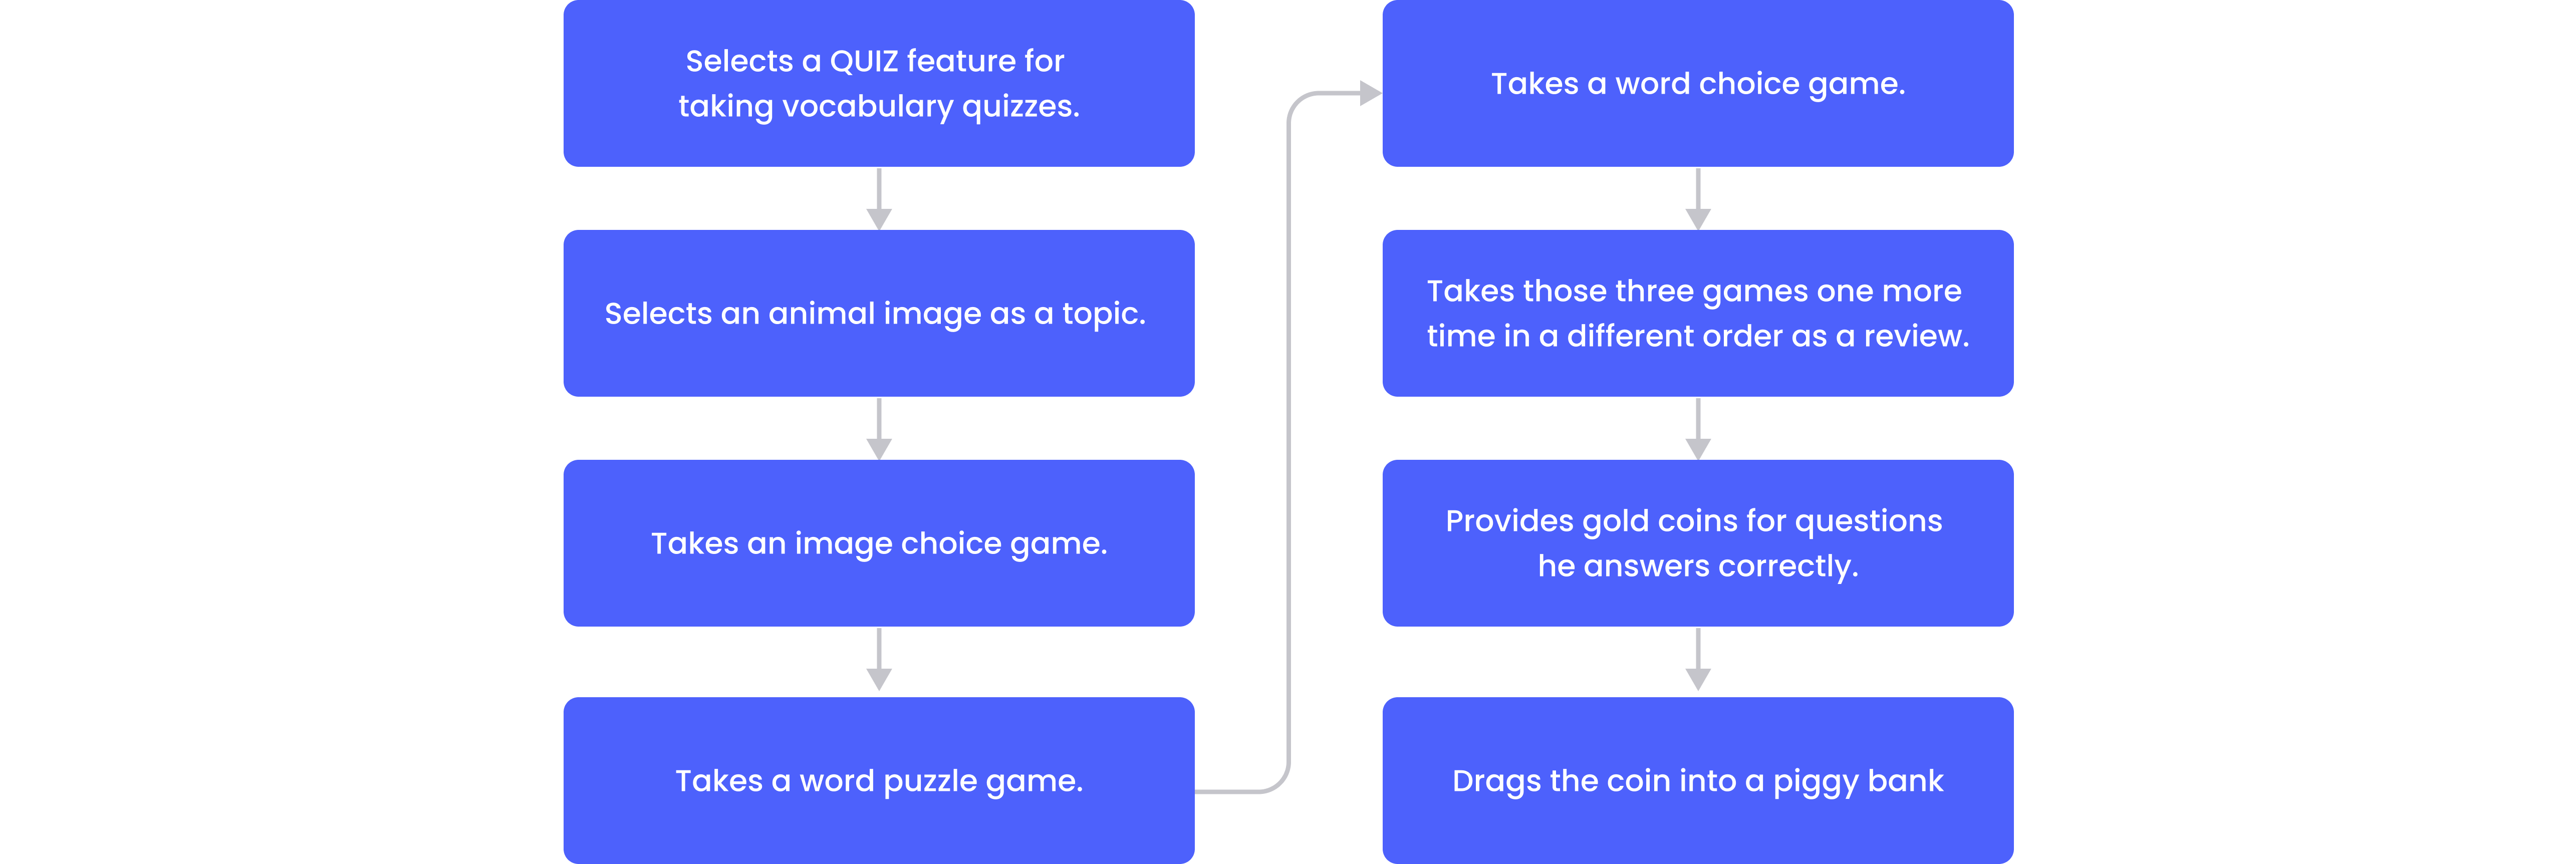 Selects a QUIZ feature for
taking vocabulary quizzes.
Selects an animal image as a topic.
Takes an image choice game.
Takes a word puzzle game.
Takes a word choice game.
Takes those three games one more
time in a different order as a review.
Provides gold coins for questions
he answers correctly.
Drags the coin into a piggy bank